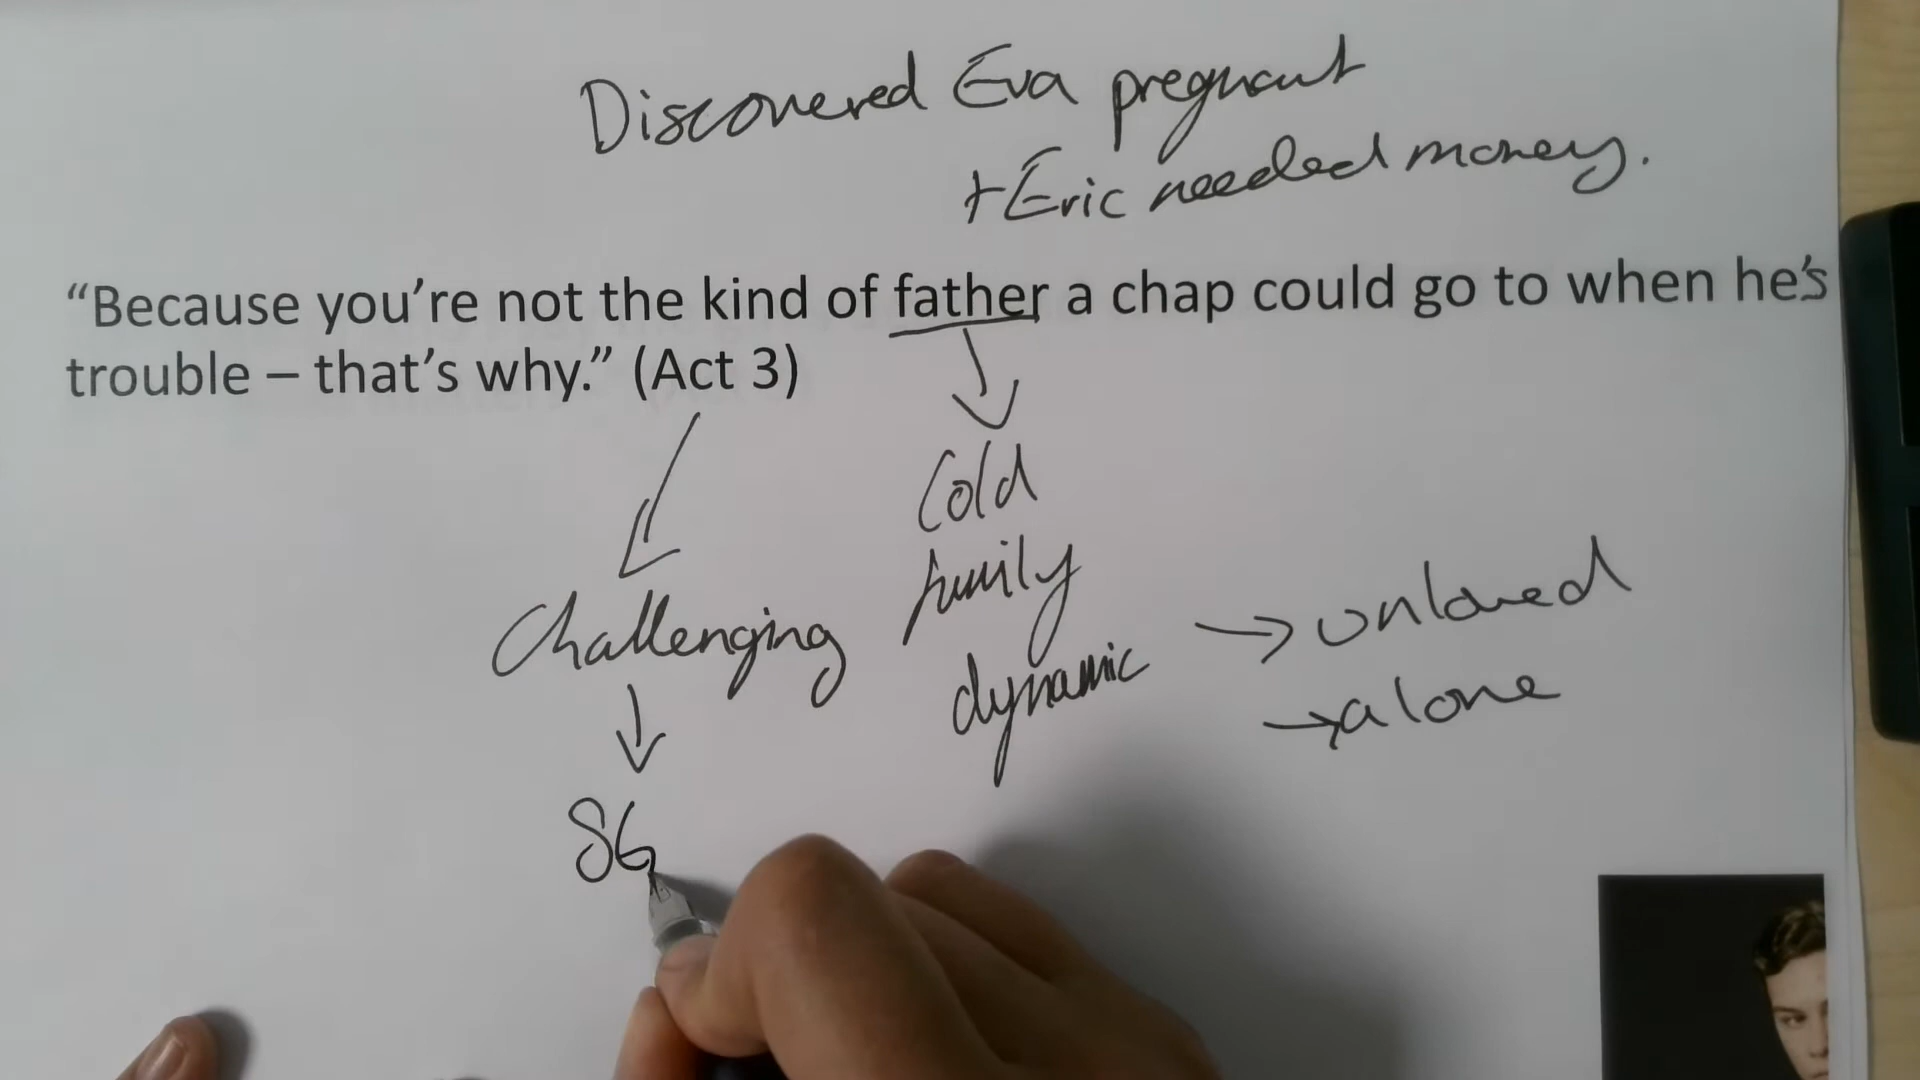 Discovered Eva pregnant
+ Eric needed money.
“Because you’re not the kind of father a chap could go to when he’s
trouble – that’s why.” (Act 3)
Cold
family
Challenging
dynamic
→ unloved
→ alone
SG